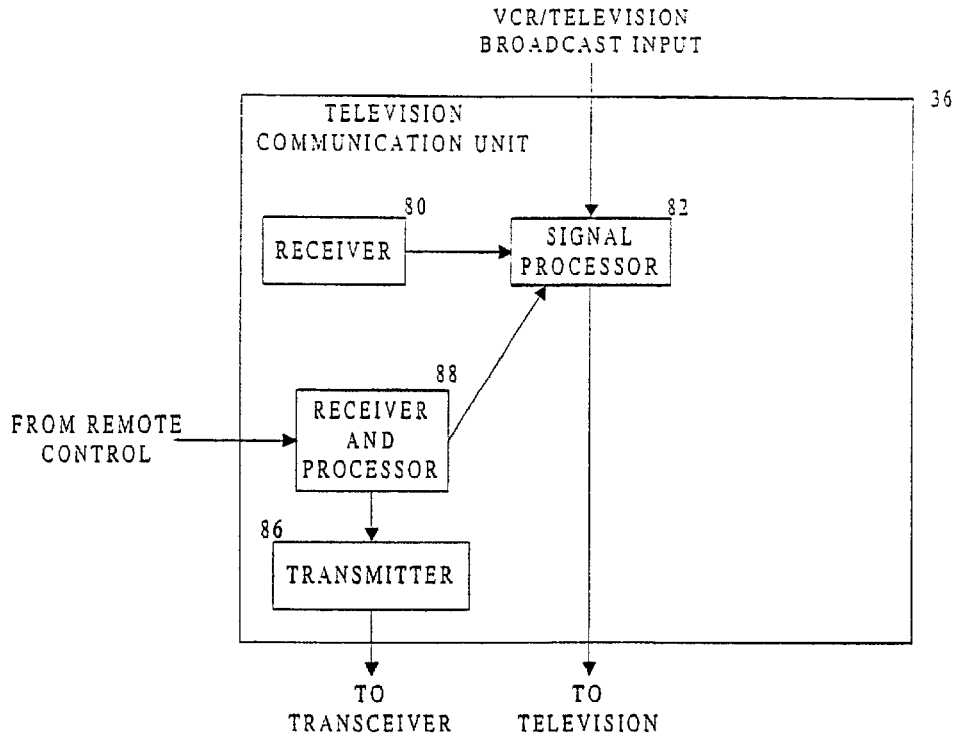 VCR/TELEVISION
BROADCAST INPUT
36
TELEVISION
COMMUNICATION UNIT
80
82
RECEIVER
SIGNAL
PROCESSOR
88
FROM REMOTE
CONTROL
RECEIVER
AND
PROCESSOR
86
TRANSMITTER
TO
TRANSCEIVER
TO
TELEVISION